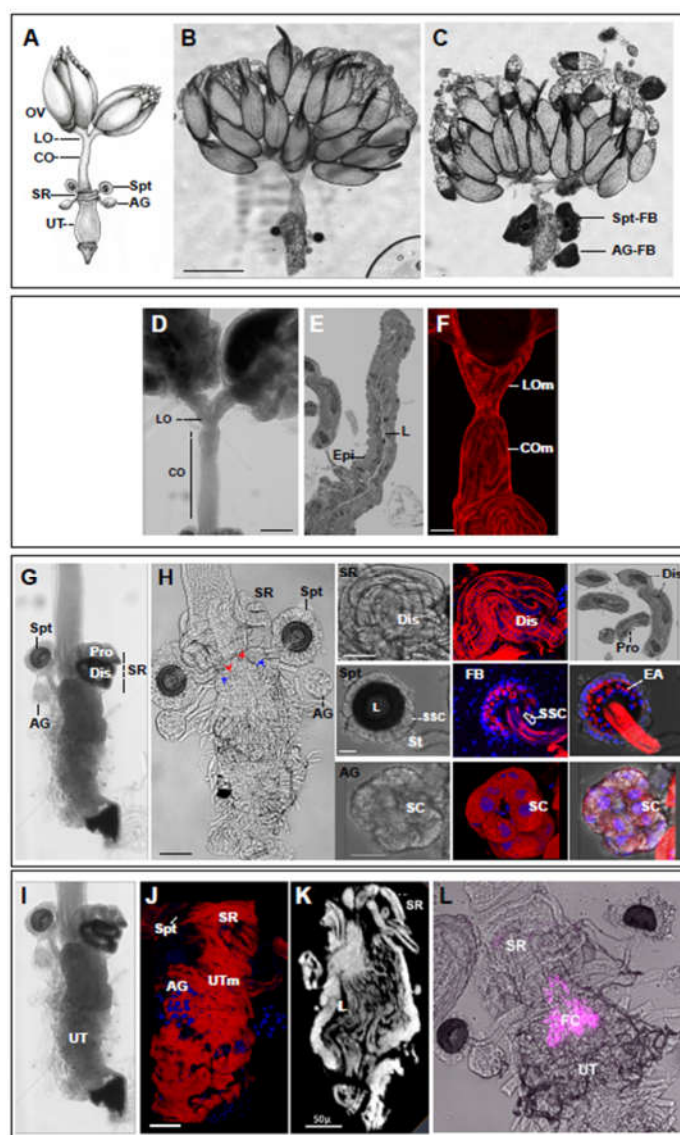 A
OV
LO
CO
SR
Spt
AG
UT
B
C
Spt-FB
AG-FB
D
LO
CO
E
Epi
L
F
LOm
COm
G
Spt
Pro
Dis
SR
AG
H
SR
Spt
AG
SR
Dis
Dis
Dis
Pro
Spt
L
SSC
St
FB
SSC
EA
AG
SC
SC
SC
I
UT
J
Spt
SR
AG
UTm
K
SR
L
50µ
L
SR
FC
UT